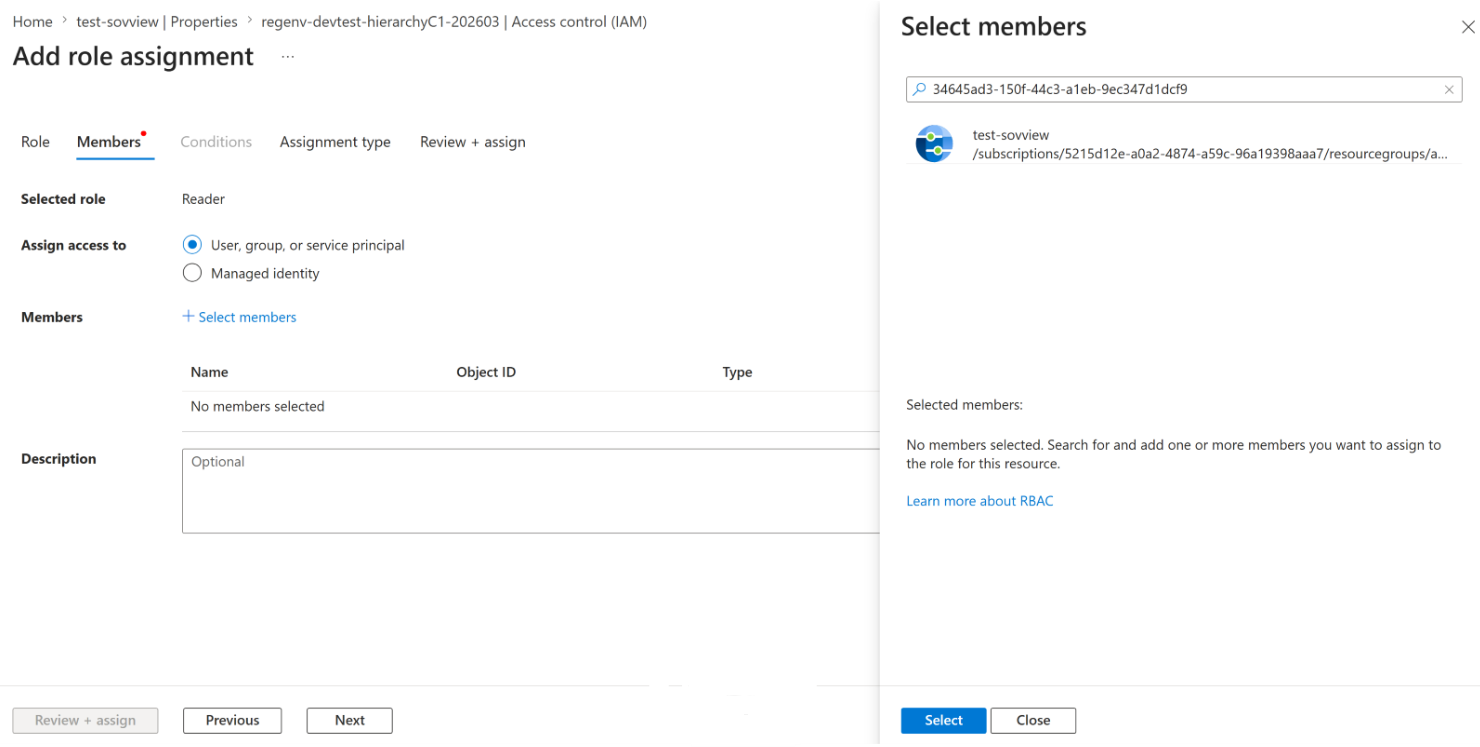 Home > test-sovview | Properties > regenv-devtest-hierarchyC1-202603 | Access control (IAM)
Add role assignment ...
Role Members Conditions Assignment type Review + assign
Selected role Reader
Assign access to User, group, or service principal
Managed identity
Members + Select members
Name Object ID Type
No members selected
Description Optional
Review + assign Previous Next
Select members
34645ad3-150f-44c3-a1eb-9ec347d1dcf9
test-sovview
/subscriptions/5215d12e-a0a2-4874-a59c-96a19398aaa7/resourcegroups/a...
Selected members:
No members selected. Search for and add one or more members you want to assign to
the role for this resource.
Learn more about RBAC
Select Close